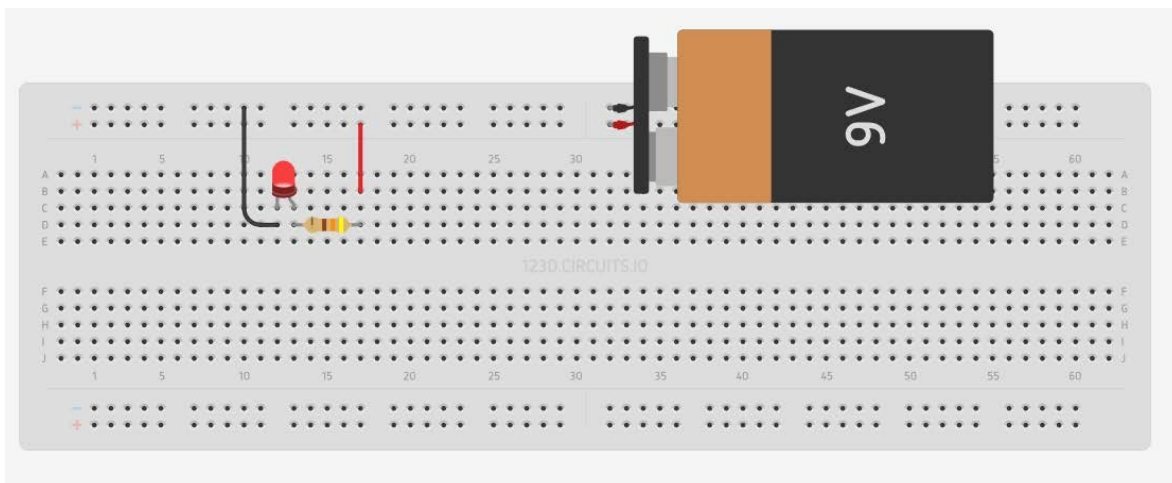 - 9V
+
1 5 10 15 20 25 30 5 60
A A
B B
C C
D D
E E
123D.CIRCUITS.IO
F F
G G
H H
I I
J J
1 5 10 15 20 25 30 35 40 45 50 55 60
-
+